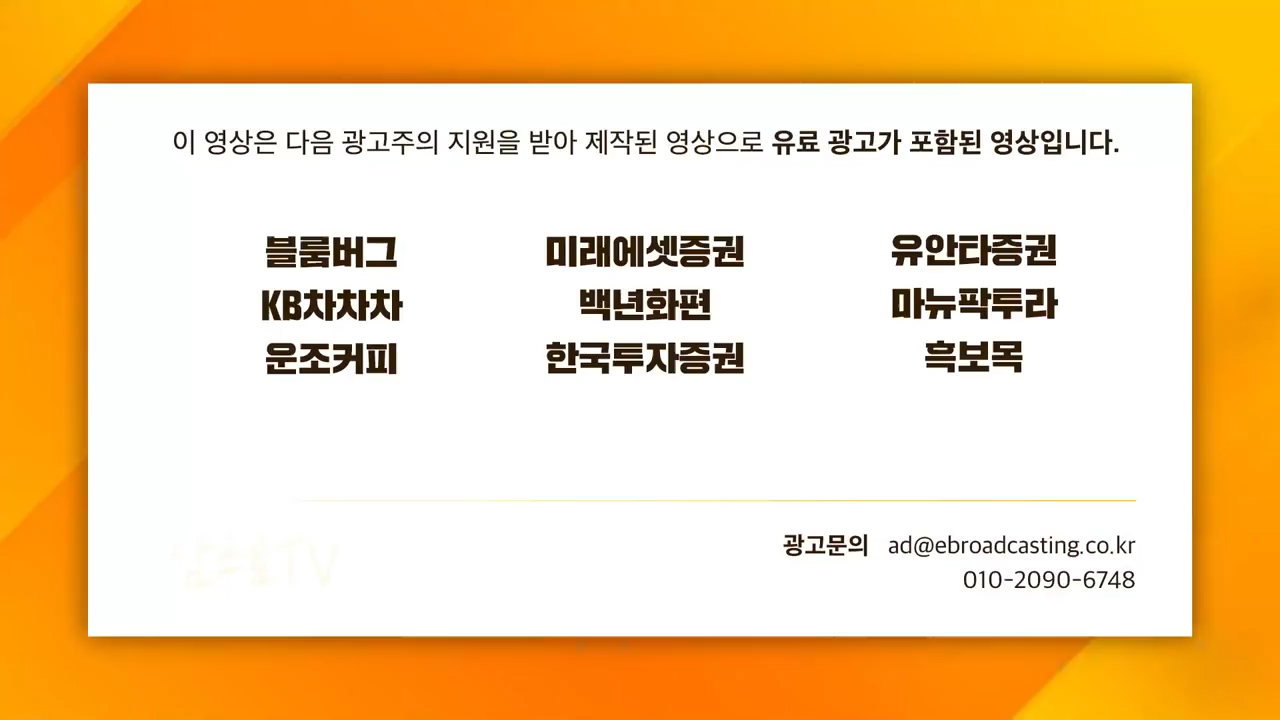 이 영상은 다음 광고주의 지원을 받아 제작된 영상으로 유료 광고가 포함된 영상입니다.
블룸버그 미래에셋증권 유안타증권
KB차차차 백년화편 마뉴팍투라
운조커피 한국투자증권 흑보목
광고문의 ad@ebroadcasting.co.kr
010-2090-6748